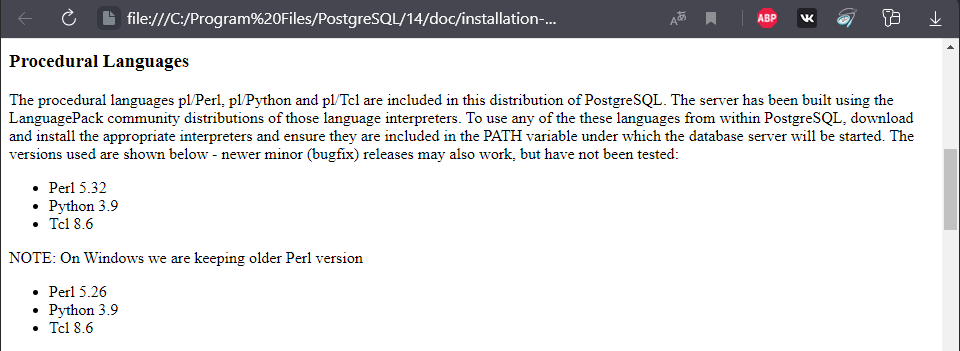 file:///C:/Program%20Files/PostgreSQL/14/doc/installation-...
ABP
Procedural Languages
The procedural languages pl/Perl, pl/Python and pl/Tcl are included in this distribution of PostgreSQL. The server has been built using the
LanguagePack community distributions of those language interpreters. To use any of the these languages from within PostgreSQL, download
and install the appropriate interpreters and ensure they are included in the PATH variable under which the database server will be started. The
versions used are shown below - newer minor (bugfix) releases may also work, but have not been tested:
• Perl 5.32
• Python 3.9
• Tcl 8.6
NOTE: On Windows we are keeping older Perl version
• Perl 5.26
• Python 3.9
• Tcl 8.6